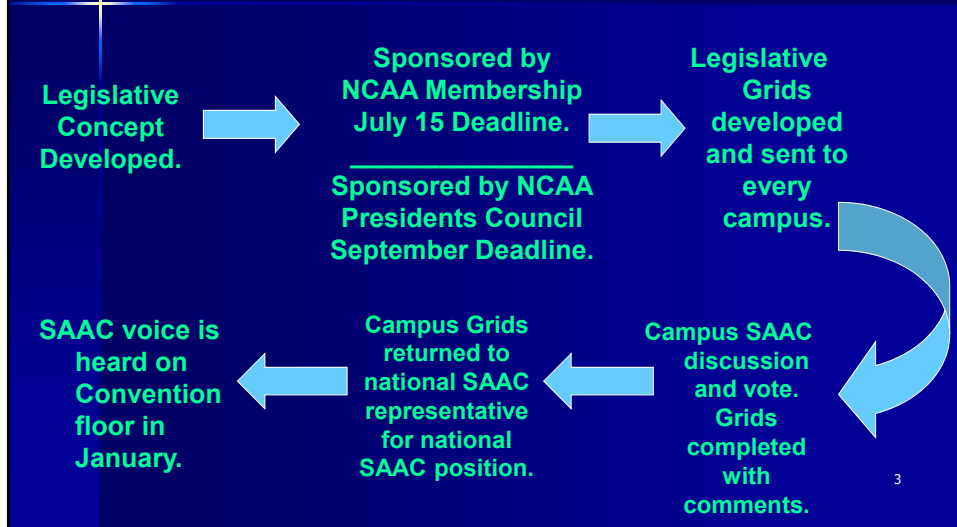 Legislative
Concept
Developed.
Sponsored by
NCAA Membership
July 15 Deadline.
_______________
Sponsored by NCAA
Presidents Council
September Deadline.
Legislative
Grids
developed
and sent to
every
campus.
Campus SAAC
discussion
and vote.
Grids
completed
with
comments.
Campus Grids
returned to
national SAAC
representative
for national
SAAC position.
SAAC voice is
heard on
Convention
floor in
January.
3